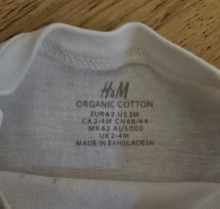 H&M
ORGANIC COTTON
EUR 62 US 3M
CA 2-4M CN 66/44
MX 62 AUS 000
UK 2-4M
MADE IN BANGLADESH